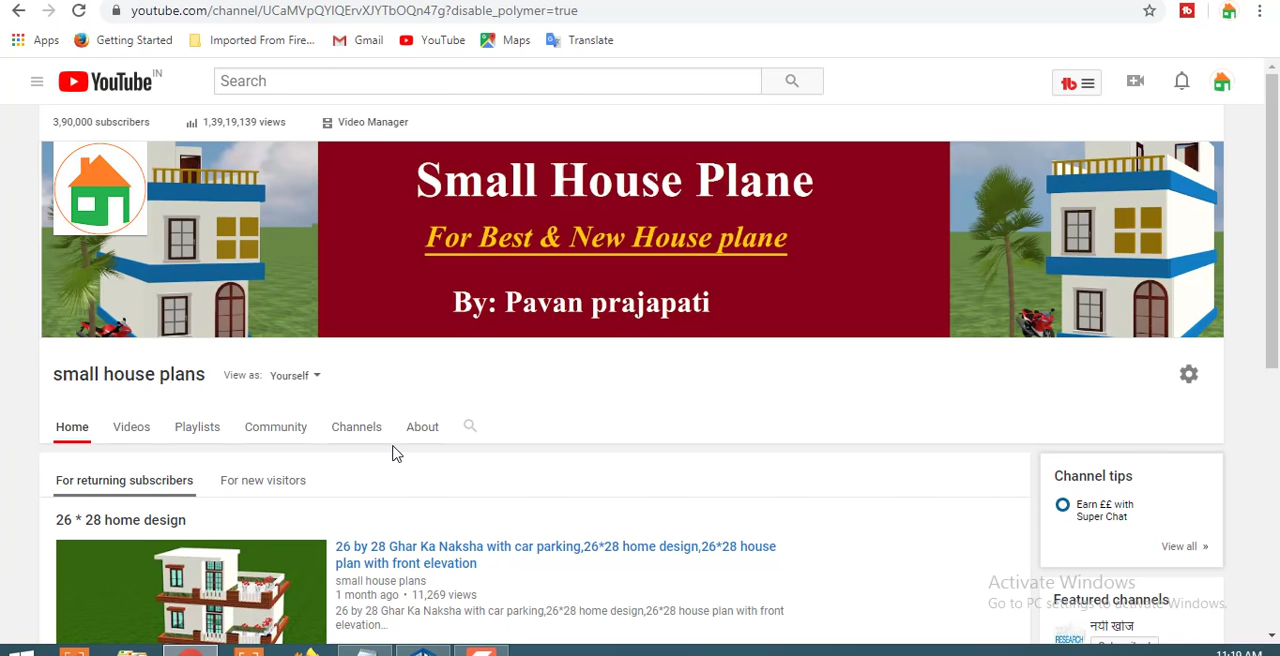 youtube.com/channel/UCaMVpQYIQErvXJYTbOQn47g?disable_polymer=true
Apps Getting Started Imported From Fire... Gmail YouTube Maps Translate
YouTube IN Search
3,90,000 subscribers 1,39,19,139 views Video Manager
Small House Plane
For Best & New House plane
By: Pavan prajapati
small house plans View as: Yourself
Home Videos Playlists Community Channels About
For returning subscribers For new visitors
26 * 28 home design
26 by 28 Ghar Ka Naksha with car parking,26*28 home design,26*28 house
plan with front elevation
small house plans
1 month ago • 11,269 views
26 by 28 Ghar Ka Naksha with car parking,26*28 home design,26*28 house plan with front
elevation...
Channel tips
Earn ££ with
Super Chat
View all »
Activate Windows
Go to PC settings to activate Windows.
Featured channels
नयी खोज
RESEARCH
11:19 AM